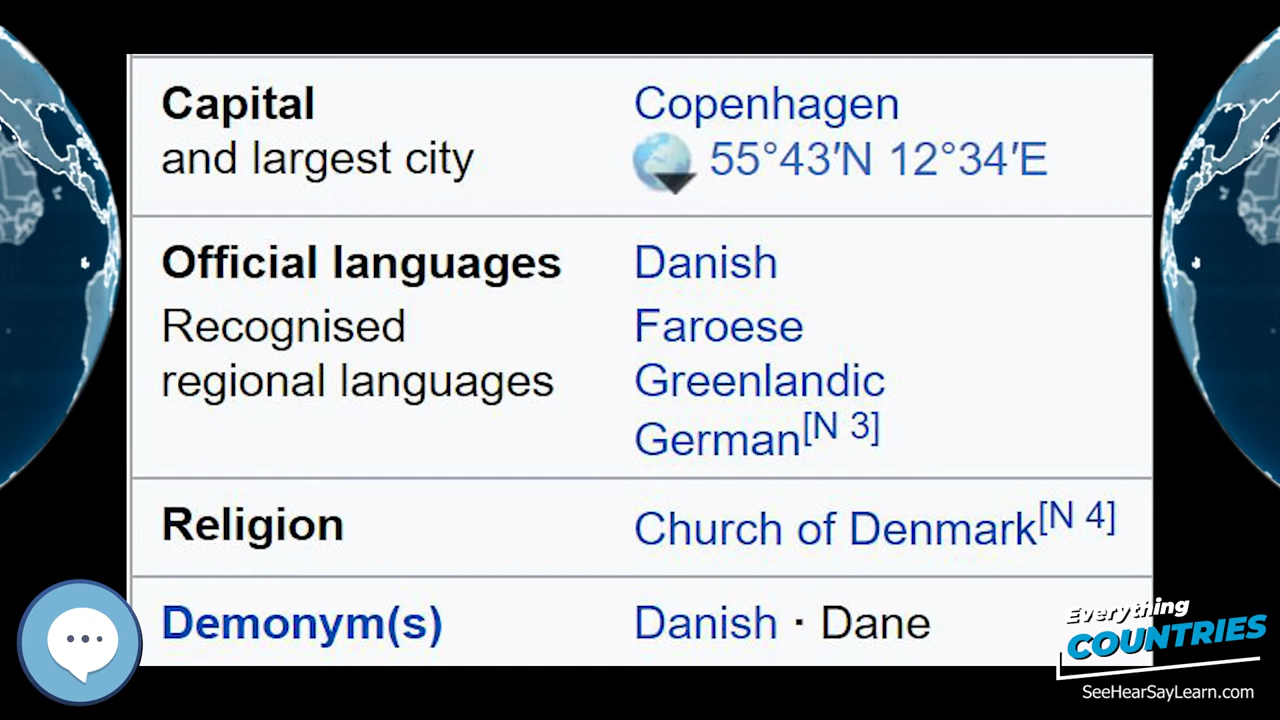 Capital Copenhagen
and largest city 55°43′N 12°34′E
Official languages Danish
Recognised Faroese
regional languages Greenlandic
German[N 3]
Religion Church of Denmark[N 4]
Demonym(s) Danish · Dane
Everything
COUNTRIES
SeeHearSayLearn.com